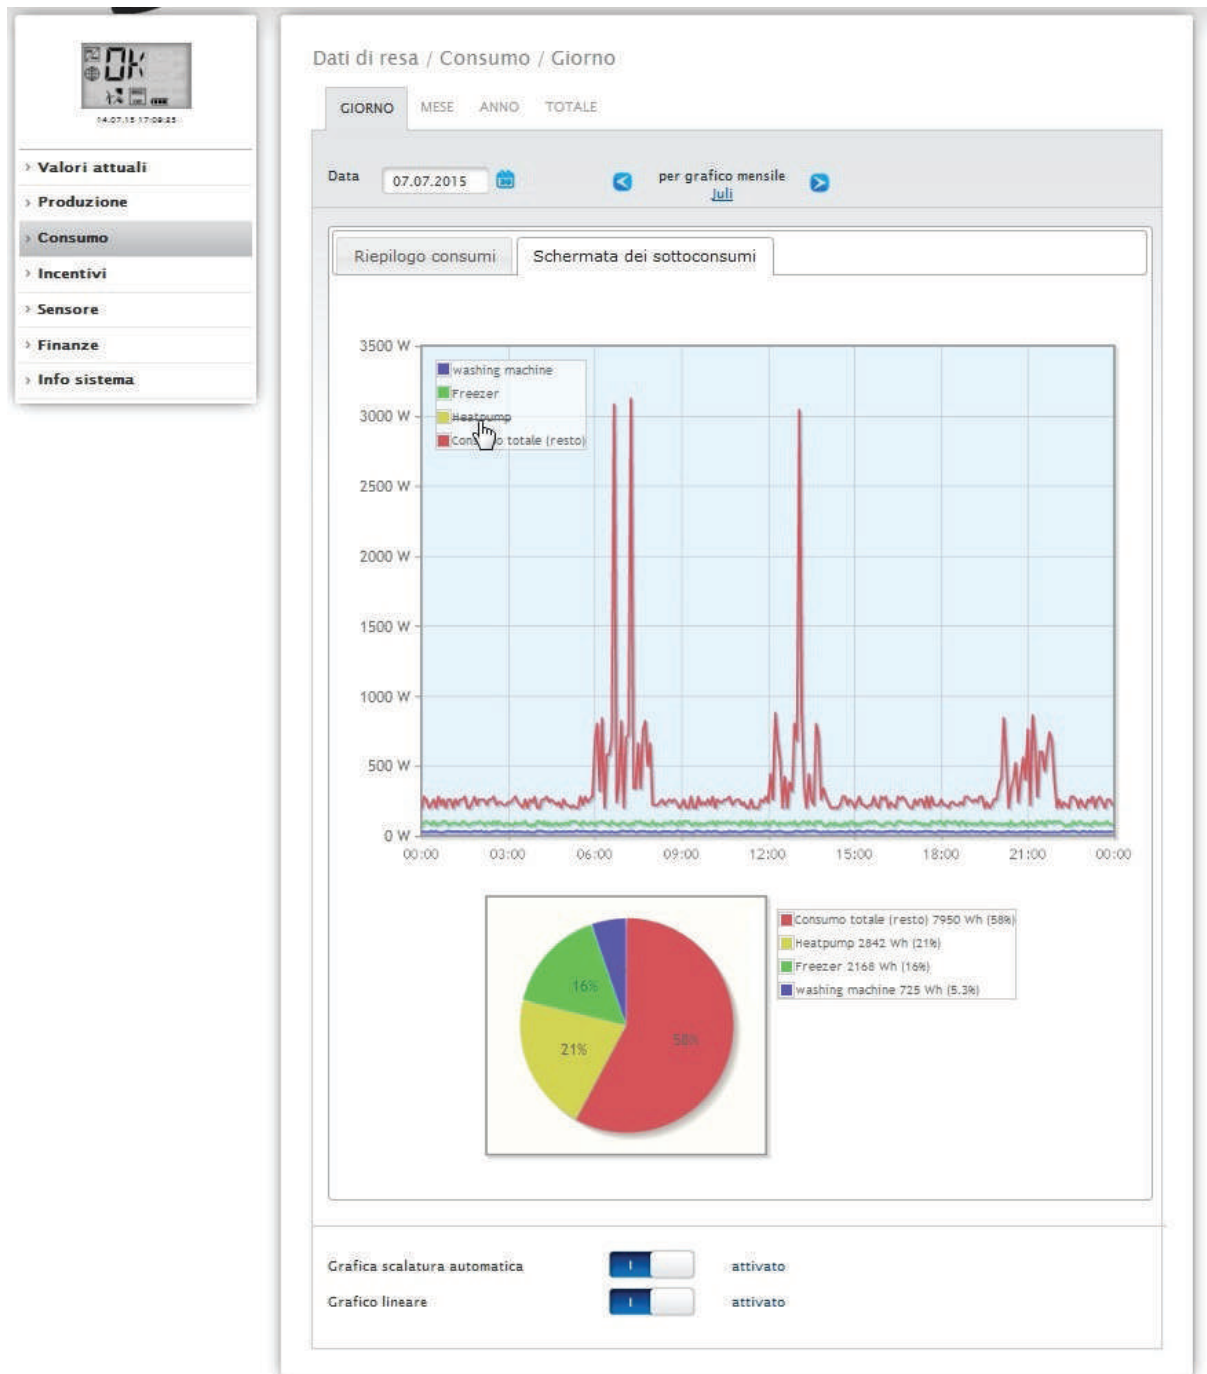 OK
14.07.15 17:09:25
Valori attuali
Produzione
Consumo
Incentivi
Sensore
Finanze
Info sistema
Dati di resa / Consumo / Giorno
GIORNO MESE ANNO TOTALE
Data 07.07.2015 per grafico mensile
Juli
Riepilogo consumi Schermata dei sottoconsumi
3500 W
washing machine
Freezer
3000 W Heatpump
Consumo totale (resto)
2500 W
2000 W
1500 W
1000 W
500 W
0 W
00:00 03:00 06:00 09:00 12:00 15:00 18:00 21:00 00:00
Consumo totale (resto) 7950 Wh (58%)
Heatpump 2842 Wh (21%)
Freezer 2168 Wh (16%)
washing machine 725 Wh (5.3%)
16%
58%
21%
Grafica scalatura automatica I attivato
Grafico lineare I attivato